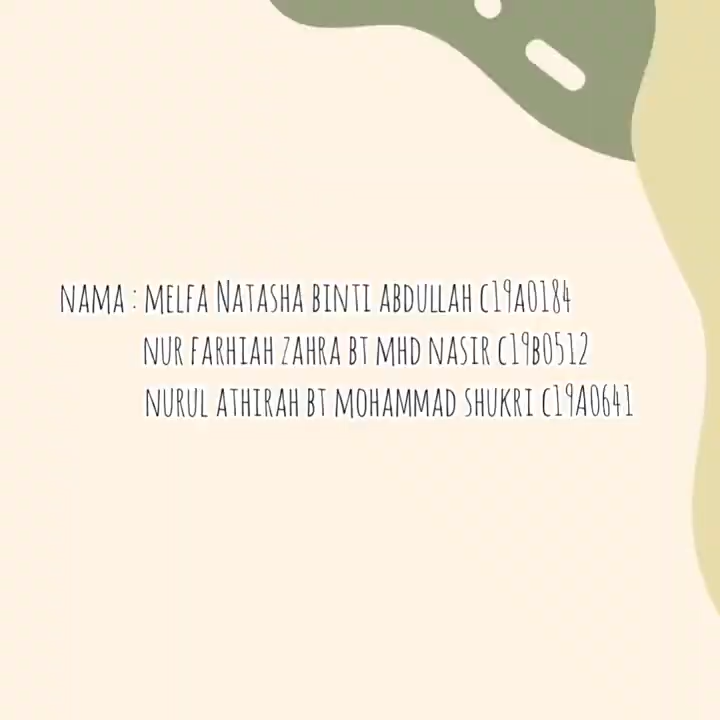 nama : melfa Natasha binti abdullah c19a0184
nur farhiah zahra bt mhd nasir c19b0512
nurul athirah bt mohammad shukri c19a0641